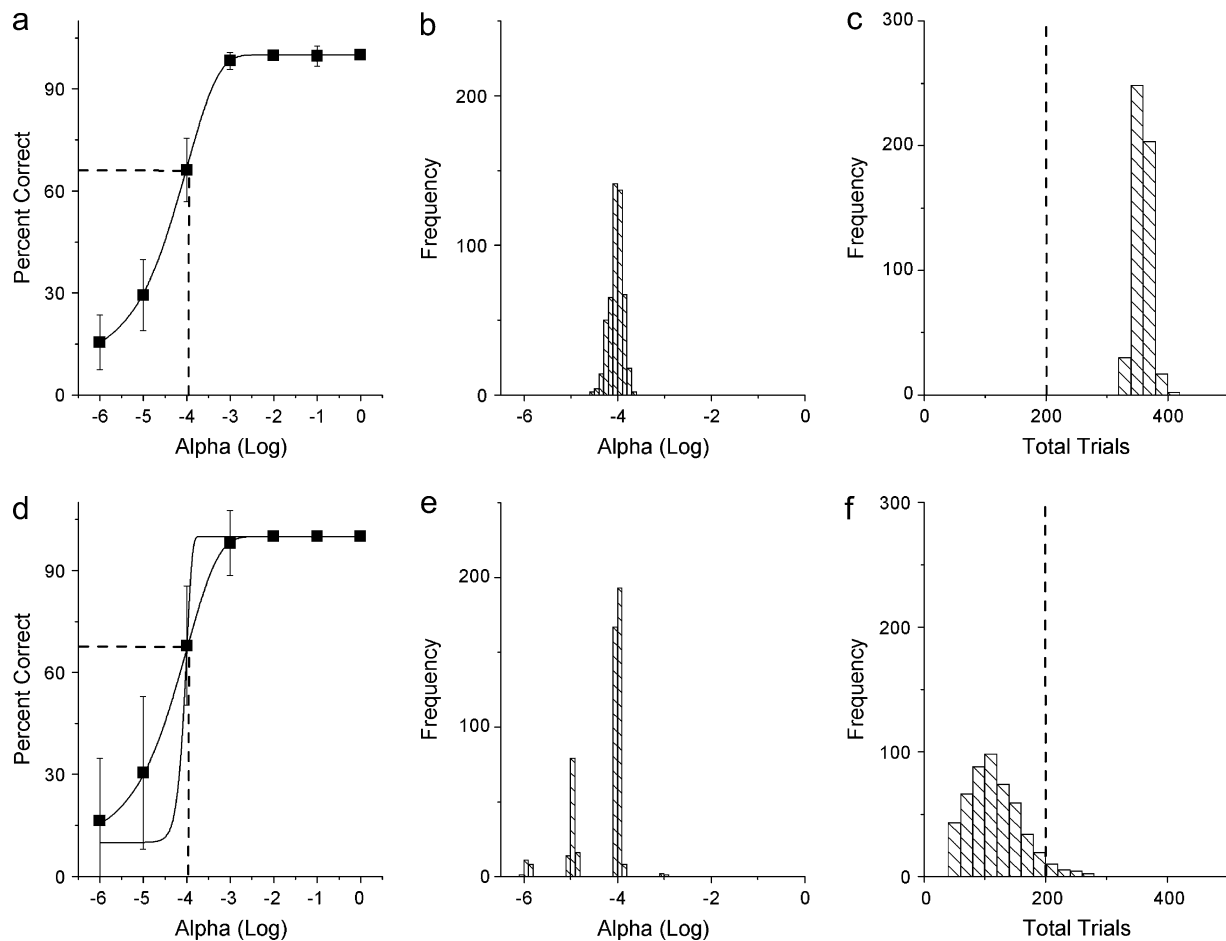 a
90
60
30
0
Percent Correct
-6 -5 -4 -3 -2 -1 0
Alpha (Log)
b
200
100
0
Frequency
-6 -4 -2 0
Alpha (Log)
c
300
200
100
0
Frequency
0 200 400
Total Trials
d
90
60
30
0
Percent Correct
-6 -5 -4 -3 -2 -1 0
Alpha (Log)
e
200
100
0
Frequency
-6 -4 -2 0
Alpha (Log)
f
300
200
100
0
Frequency
0 200 400
Total Trials